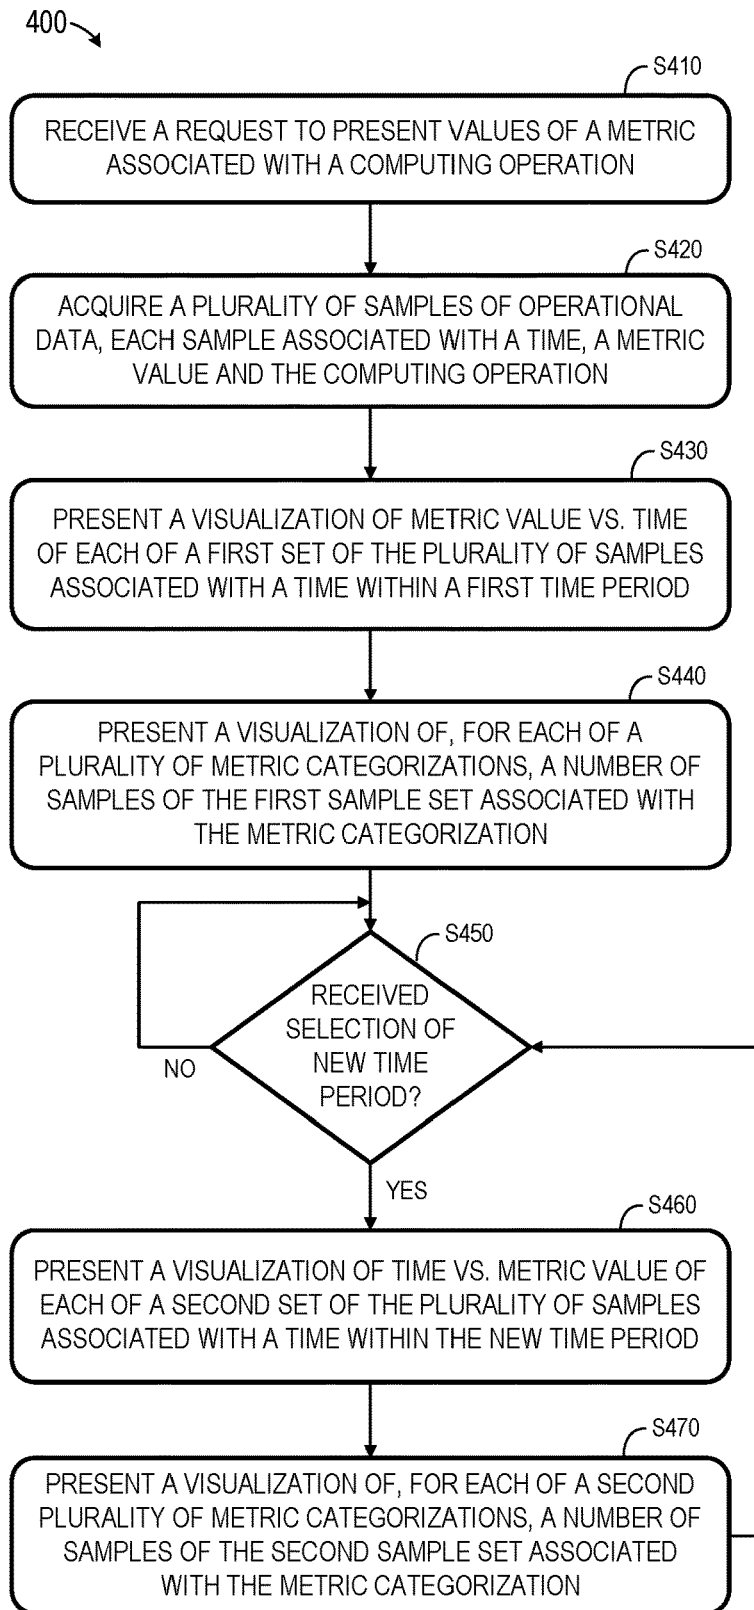 400
S410
RECEIVE A REQUEST TO PRESENT VALUES OF A METRIC
ASSOCIATED WITH A COMPUTING OPERATION
S420
ACQUIRE A PLURALITY OF SAMPLES OF OPERATIONAL
DATA, EACH SAMPLE ASSOCIATED WITH A TIME, A METRIC
VALUE AND THE COMPUTING OPERATION
S430
PRESENT A VISUALIZATION OF METRIC VALUE VS. TIME
OF EACH OF A FIRST SET OF THE PLURALITY OF SAMPLES
ASSOCIATED WITH A TIME WITHIN A FIRST TIME PERIOD
S440
PRESENT A VISUALIZATION OF, FOR EACH OF A
PLURALITY OF METRIC CATEGORIZATIONS, A NUMBER OF
SAMPLES OF THE FIRST SAMPLE SET ASSOCIATED WITH
THE METRIC CATEGORIZATION
S450
RECEIVED
SELECTION OF
NEW TIME
PERIOD?
NO
YES
S460
PRESENT A VISUALIZATION OF TIME VS. METRIC VALUE OF
EACH OF A SECOND SET OF THE PLURALITY OF SAMPLES
ASSOCIATED WITH A TIME WITHIN THE NEW TIME PERIOD
S470
PRESENT A VISUALIZATION OF, FOR EACH OF A SECOND
PLURALITY OF METRIC CATEGORIZATIONS, A NUMBER OF
SAMPLES OF THE SECOND SAMPLE SET ASSOCIATED
WITH THE METRIC CATEGORIZATION